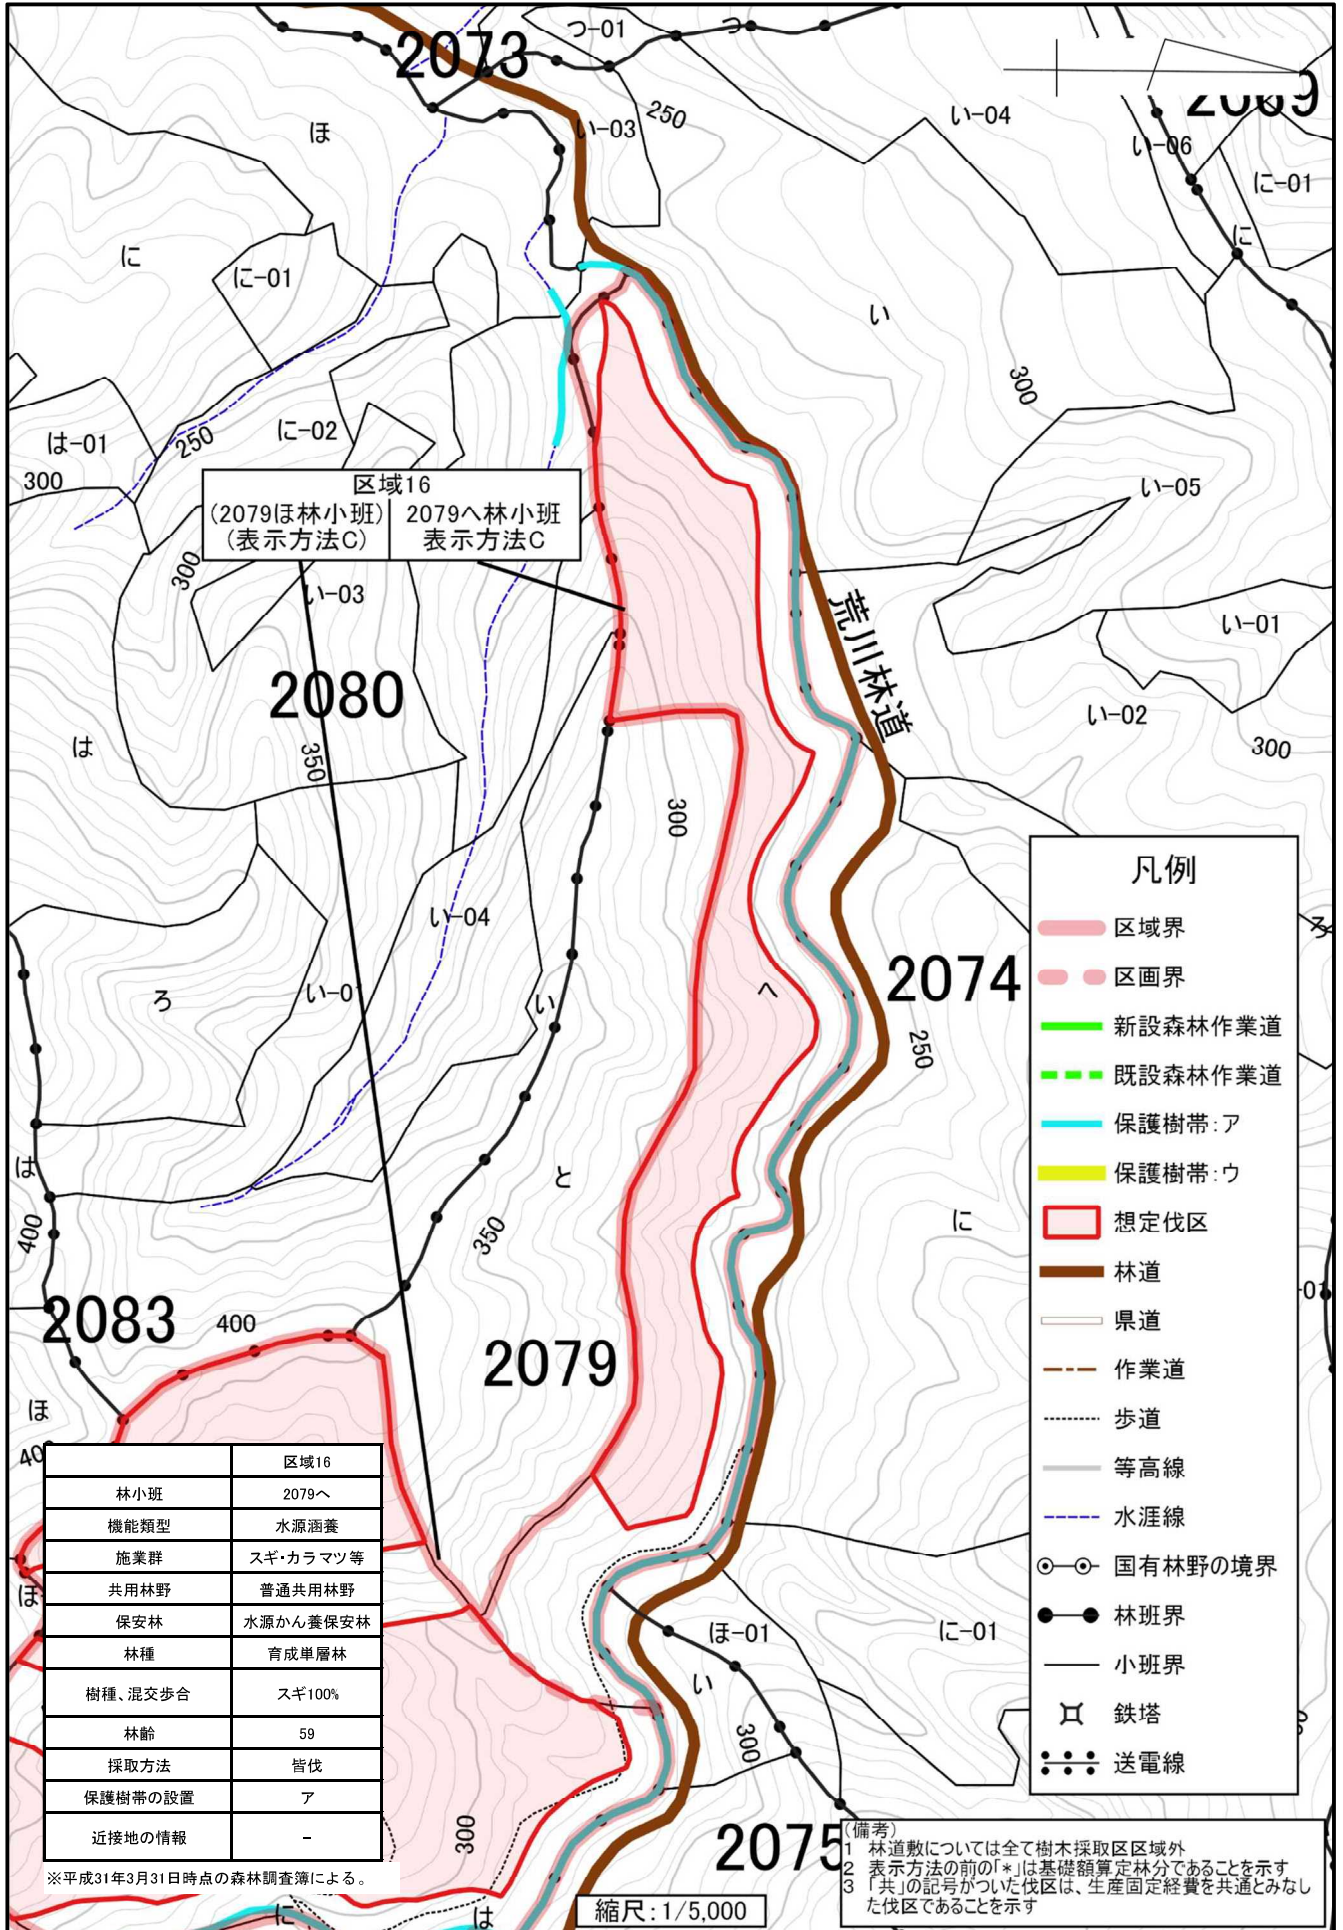 2073
つ-01
つ
2069
い-03
250
い-04
い-06
に-01
に
ほ
に
に-01
い
300
は-01
250
に-02
300
区域16
(2079ほ林小班)
(表示方法C)
2079へ林小班
表示方法C
い-05
300
い-03
荒川林道
い-01
2080
い-02
は
350
300
300
い-04
ろ
2074
ろ
い-0
い
へ
250
は
と
400
350
に
2083
400
2079
-01
ほ
40
ほ
区域16
林小班 2079へ
機能類型 水源涵養
施業群 スギ・カラマツ等
共用林野 普通共用林野
保安林 水源かん養保安林
林種 育成単層林
樹種、混交歩合 スギ100%
林齢 59
採取方法 皆伐
保護樹帯の設置 ア
近接地の情報 -
※平成31年3月31日時点の森林調査簿による。
ほ-01
に-01
い
300
300
2075
に
は
縮尺:1/5,000
凡例
区域界
区画界
新設森林作業道
既設森林作業道
保護樹帯:ア
保護樹帯:ウ
想定伐区
林道
県道
作業道
歩道
等高線
水涯線
国有林野の境界
林班界
小班界
鉄塔
送電線
(備考)
1 林道敷については全て樹木採取区区域外
2 表示方法の前の「*」は基礎額算定林分であることを示す
3 「共」の記号がついた伐区は、生産固定経費を共通とみなし
た伐区であることを示す